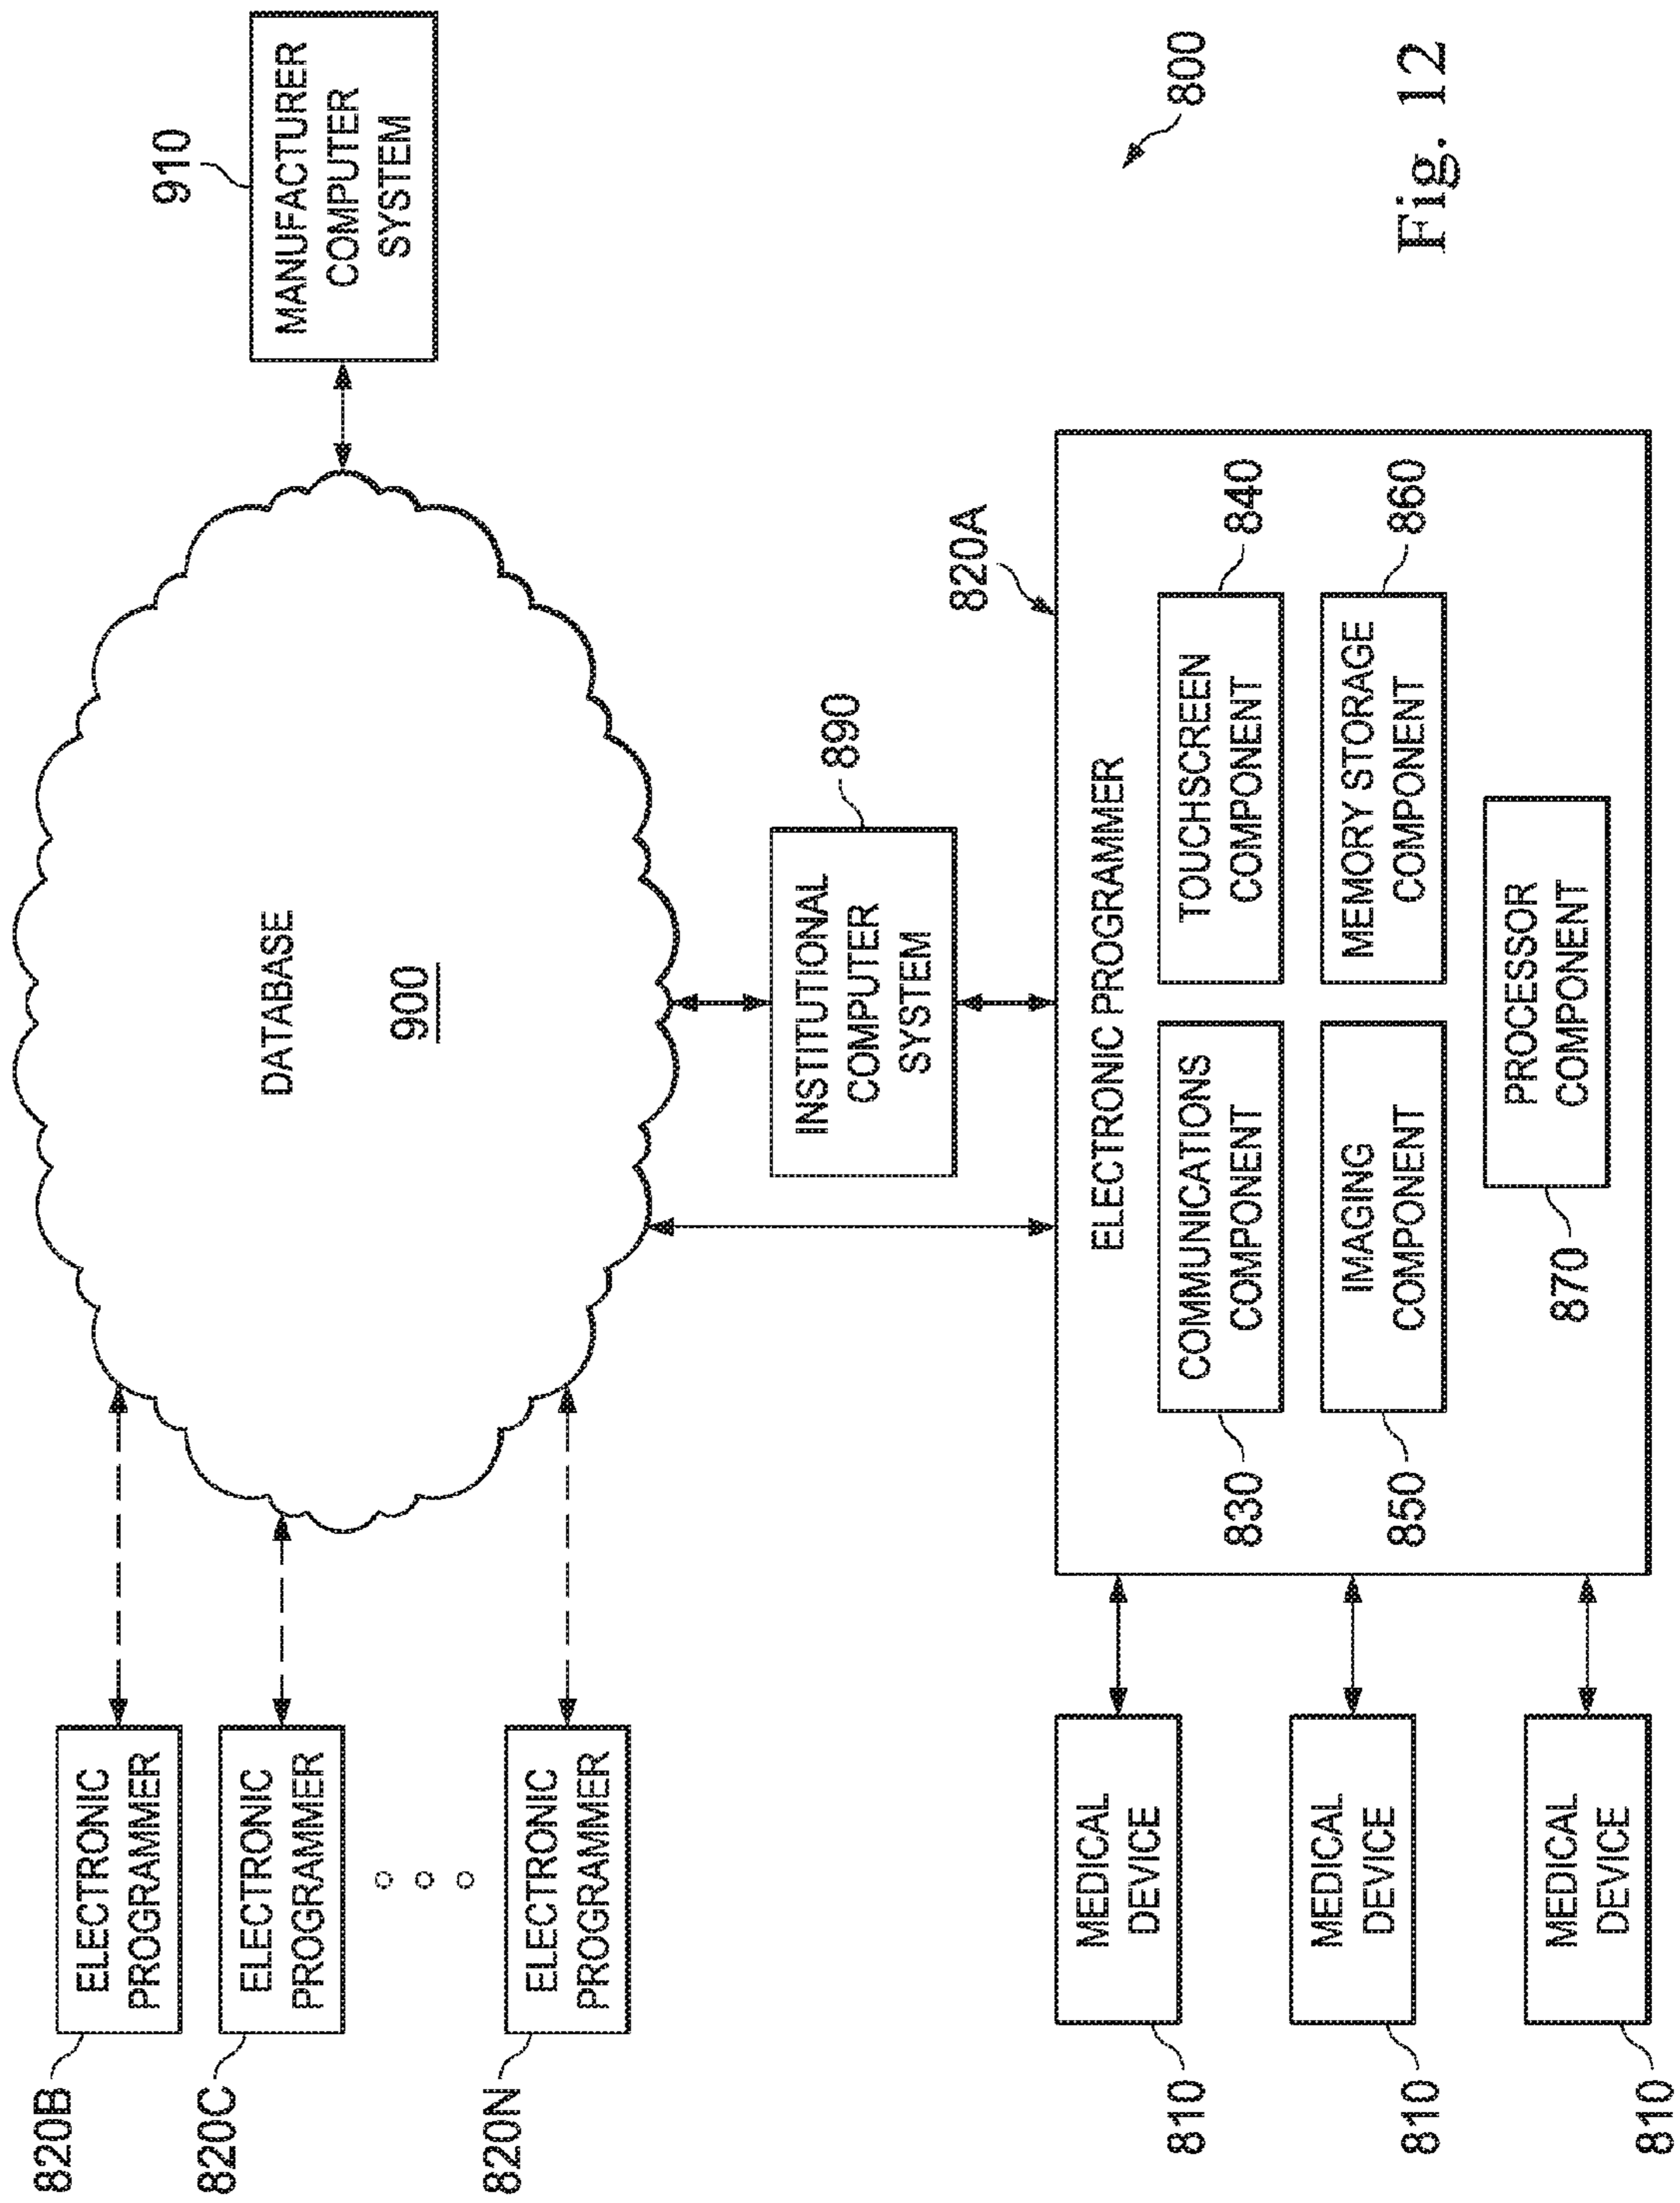 820B
ELECTRONIC
PROGRAMMER
820C
ELECTRONIC
PROGRAMMER
820N
ELECTRONIC
PROGRAMMER
DATABASE
900
910
MANUFACTURER
COMPUTER
SYSTEM
INSTITUTIONAL
COMPUTER
SYSTEM
890
820A
810
MEDICAL
DEVICE
810
MEDICAL
DEVICE
810
MEDICAL
DEVICE
ELECTRONIC PROGRAMMER
830
COMMUNICATIONS
COMPONENT
TOUCHSCREEN
COMPONENT
840
850
IMAGING
COMPONENT
MEMORY STORAGE
COMPONENT
860
870
PROCESSOR
COMPONENT
800
Fig. 12